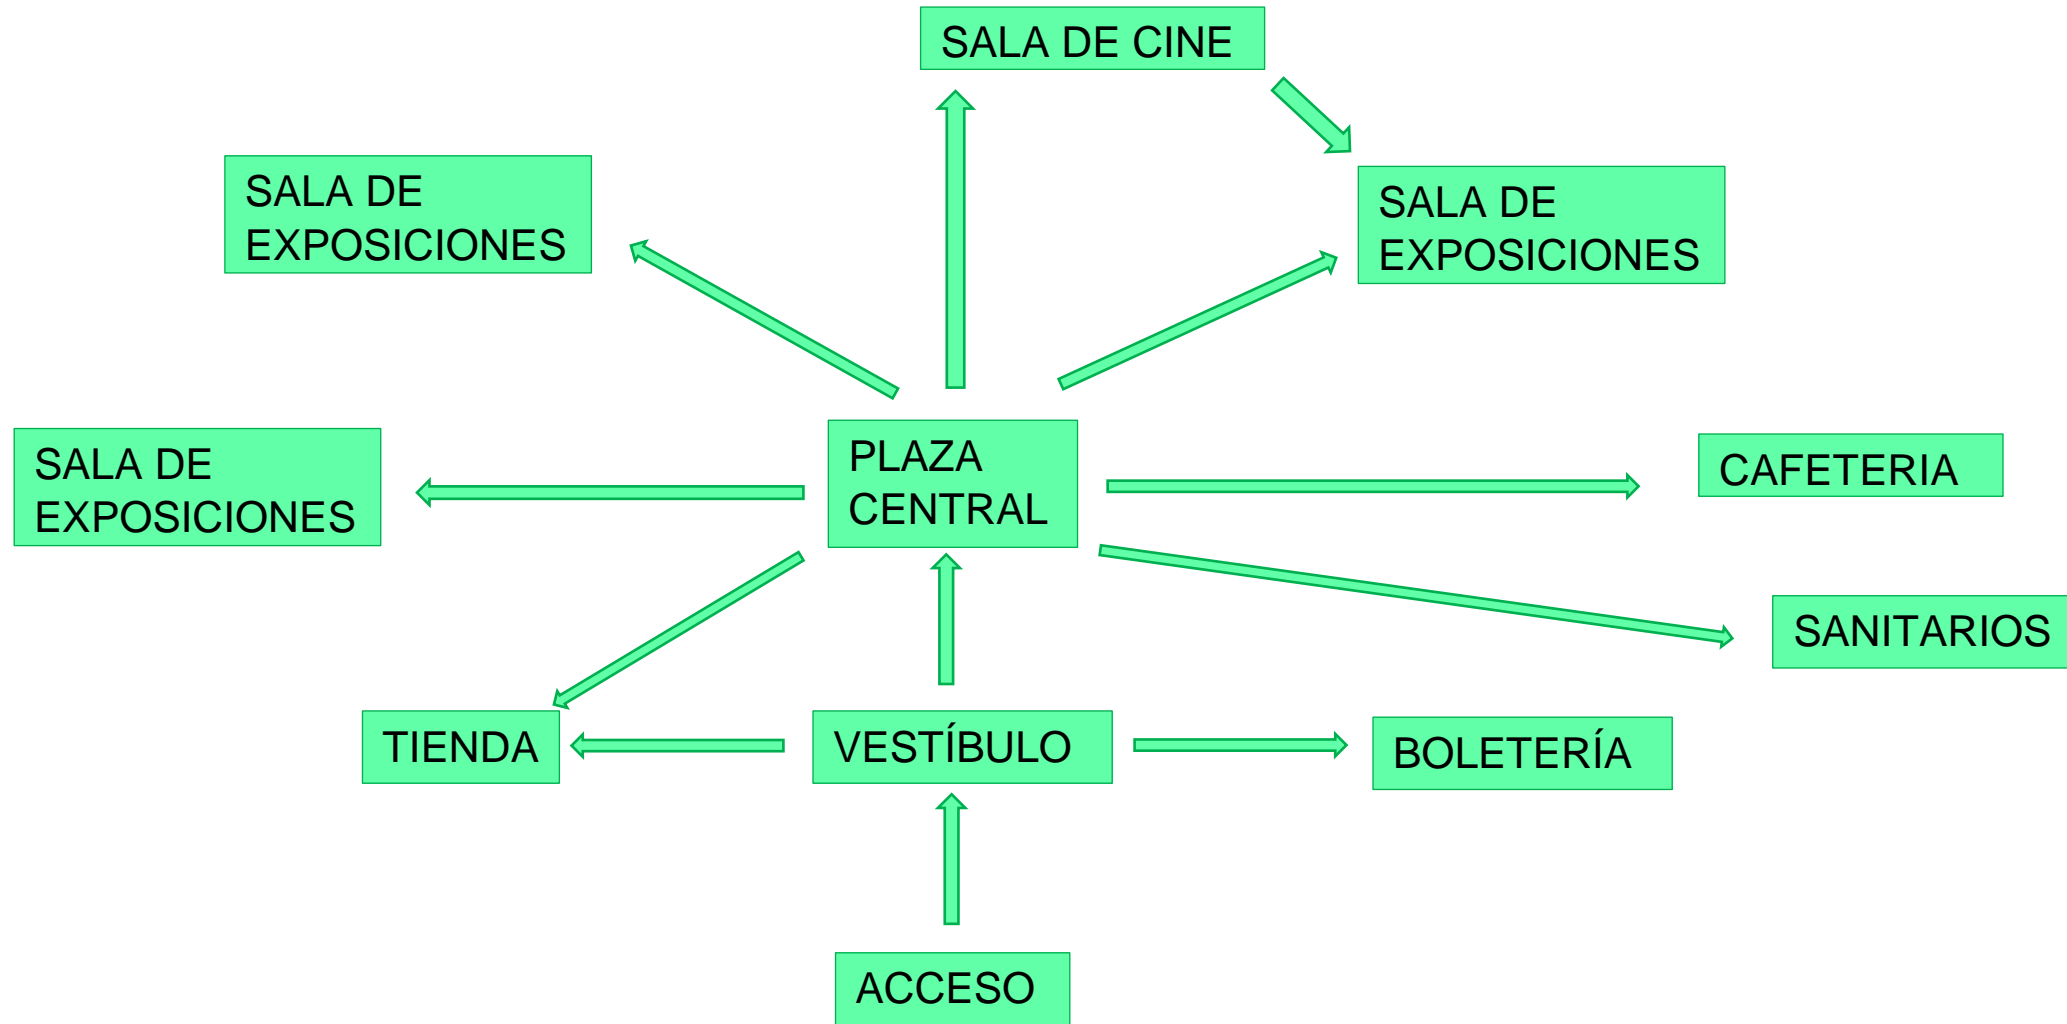 SALA DE CINE
SALA DE
EXPOSICIONES
SALA DE
EXPOSICIONES
SALA DE
EXPOSICIONES
PLAZA
CENTRAL
CAFETERIA
SANITARIOS
TIENDA
VESTÍBULO
BOLETERÍA
ACCESO